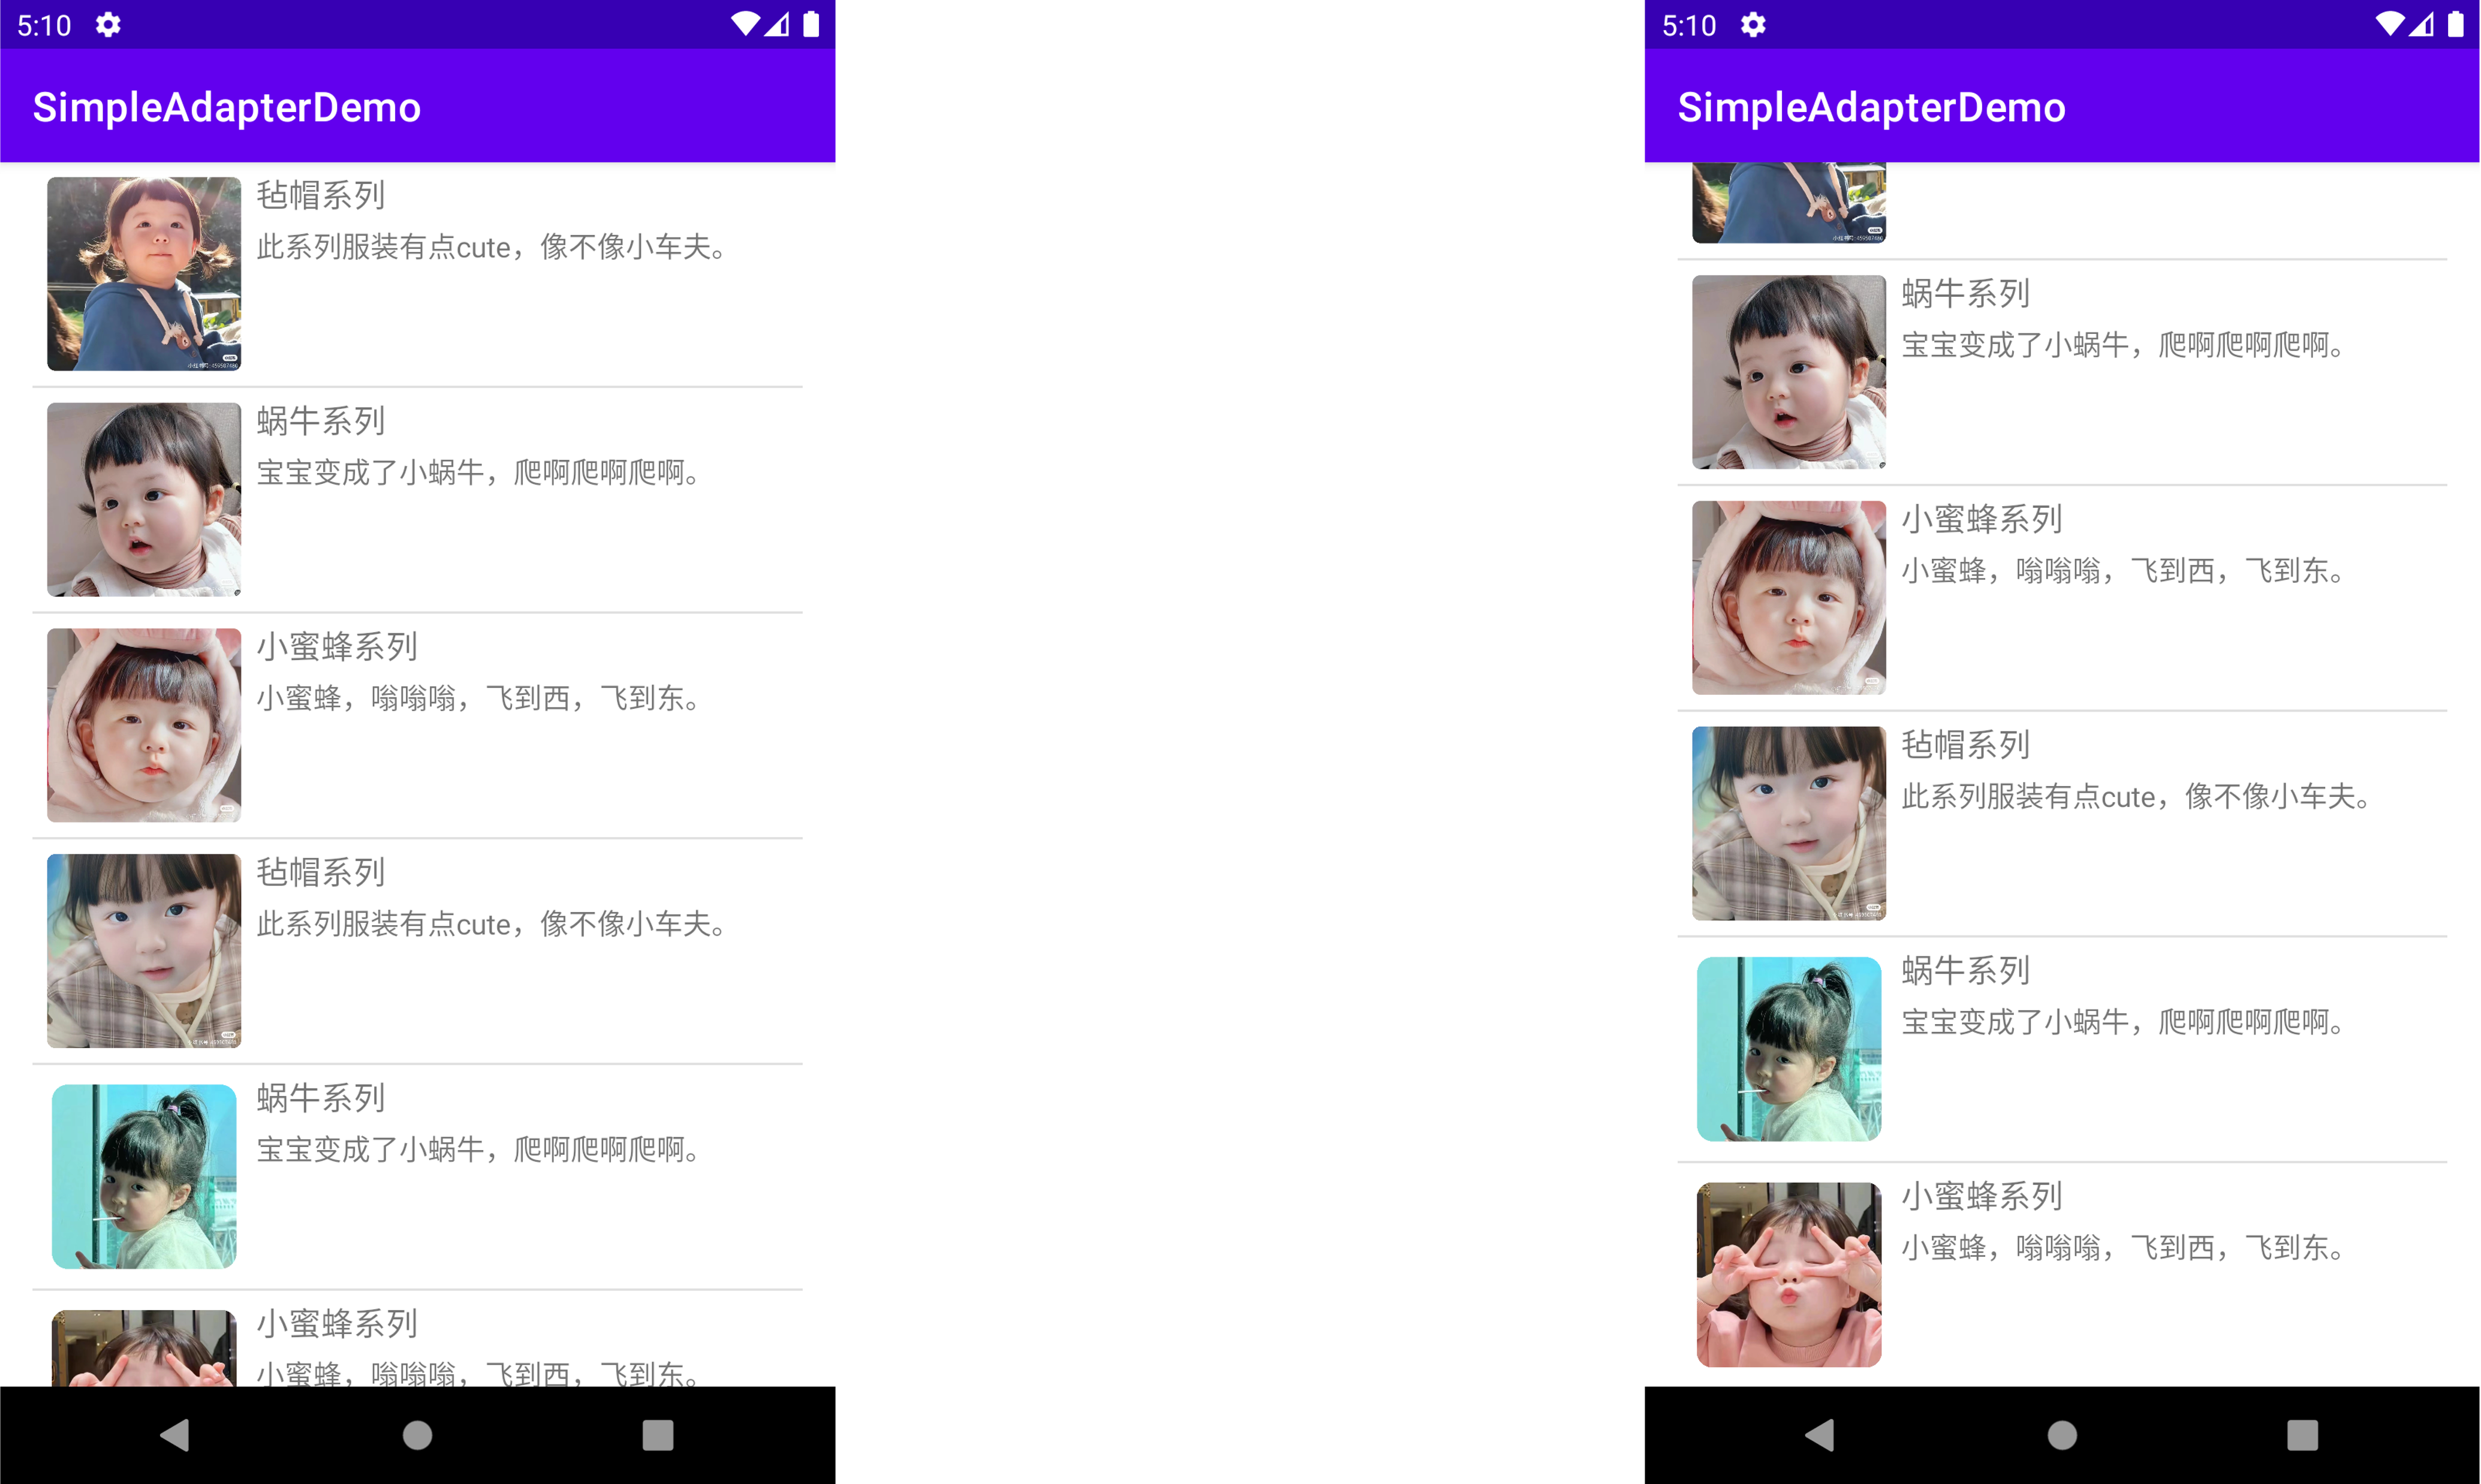 5:10
SimpleAdapterDemo
毡帽系列
此系列服装有点cute，像不像小车夫。
蜗牛系列
宝宝变成了小蜗牛，爬啊爬啊爬啊。
小蜜蜂系列
小蜜蜂，嗡嗡嗡，飞到西，飞到东。
毡帽系列
此系列服装有点cute，像不像小车夫。
蜗牛系列
宝宝变成了小蜗牛，爬啊爬啊爬啊。
小蜜蜂系列
小蜜蜂，嗡嗡嗡，飞到西，飞到东。
5:10
SimpleAdapterDemo
蜗牛系列
宝宝变成了小蜗牛，爬啊爬啊爬啊。
小蜜蜂系列
小蜜蜂，嗡嗡嗡，飞到西，飞到东。
毡帽系列
此系列服装有点cute，像不像小车夫。
蜗牛系列
宝宝变成了小蜗牛，爬啊爬啊爬啊。
小蜜蜂系列
小蜜蜂，嗡嗡嗡，飞到西，飞到东。